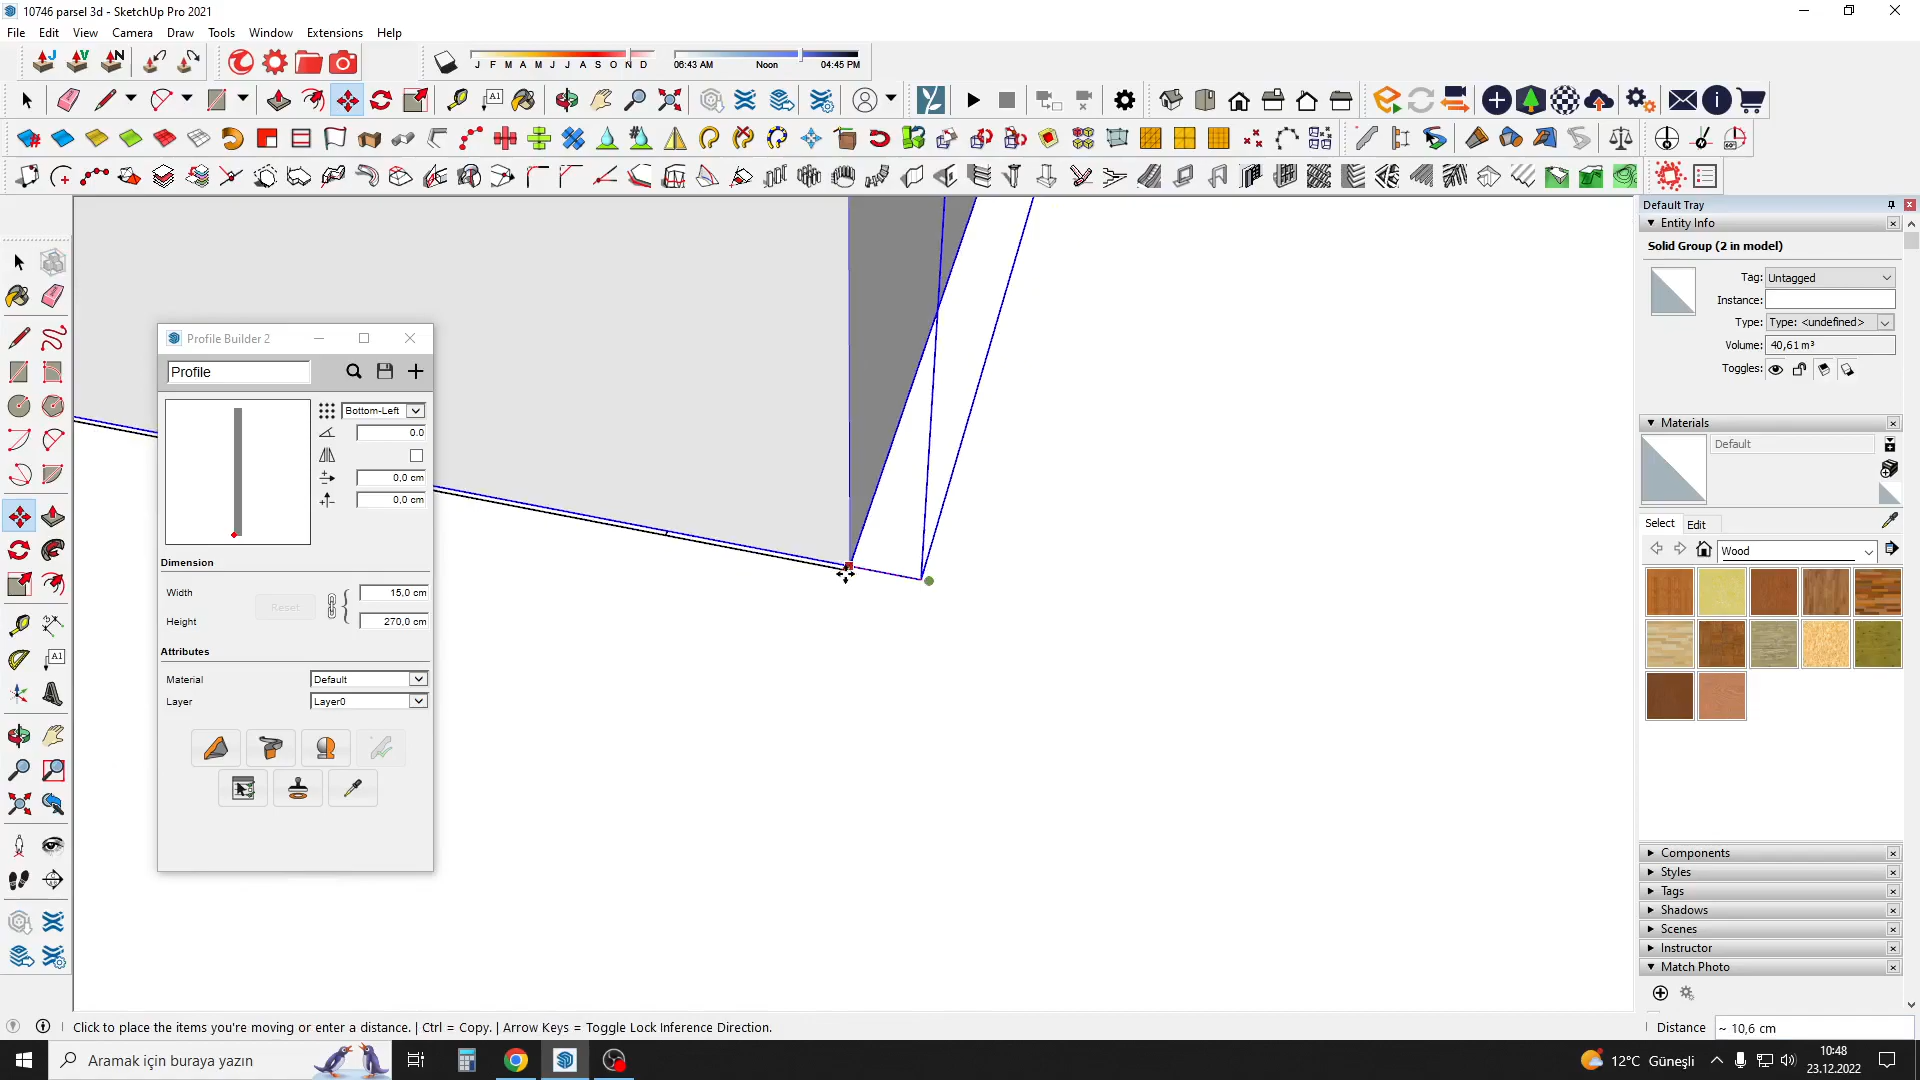 10746 parsel 3d - SketchUp Pro 2021
File Edit View Camera Draw Tools Window Extensions Help
J V N
J F M A M J J A S O N D
06:43 AM Noon 04:45 PM
A1
Default Tray
Entity Info
Solid Group (2 in model)
Tag: Untagged
Instance:
Type: Type: <undefined>
Volume: 40,61 m³
Toggles:
Materials
Default
Select Edit
Wood
Components
Styles
Tags
Shadows
Scenes
Instructor
Match Photo
Profile Builder 2
Profile
Bottom-Left
0.0
0,0 cm
0,0 cm
Dimension
Width 15,0 cm
Reset
Height 270,0 cm
Attributes
Material Default
Layer Layer0
A1
Click to place the items you're moving or enter a distance. | Ctrl = Copy. | Arrow Keys = Toggle Lock Inference Direction.
Distance ~ 10,6 cm
Aramak için buraya yazın
12°C Güneşli
10:48
23.12.2022